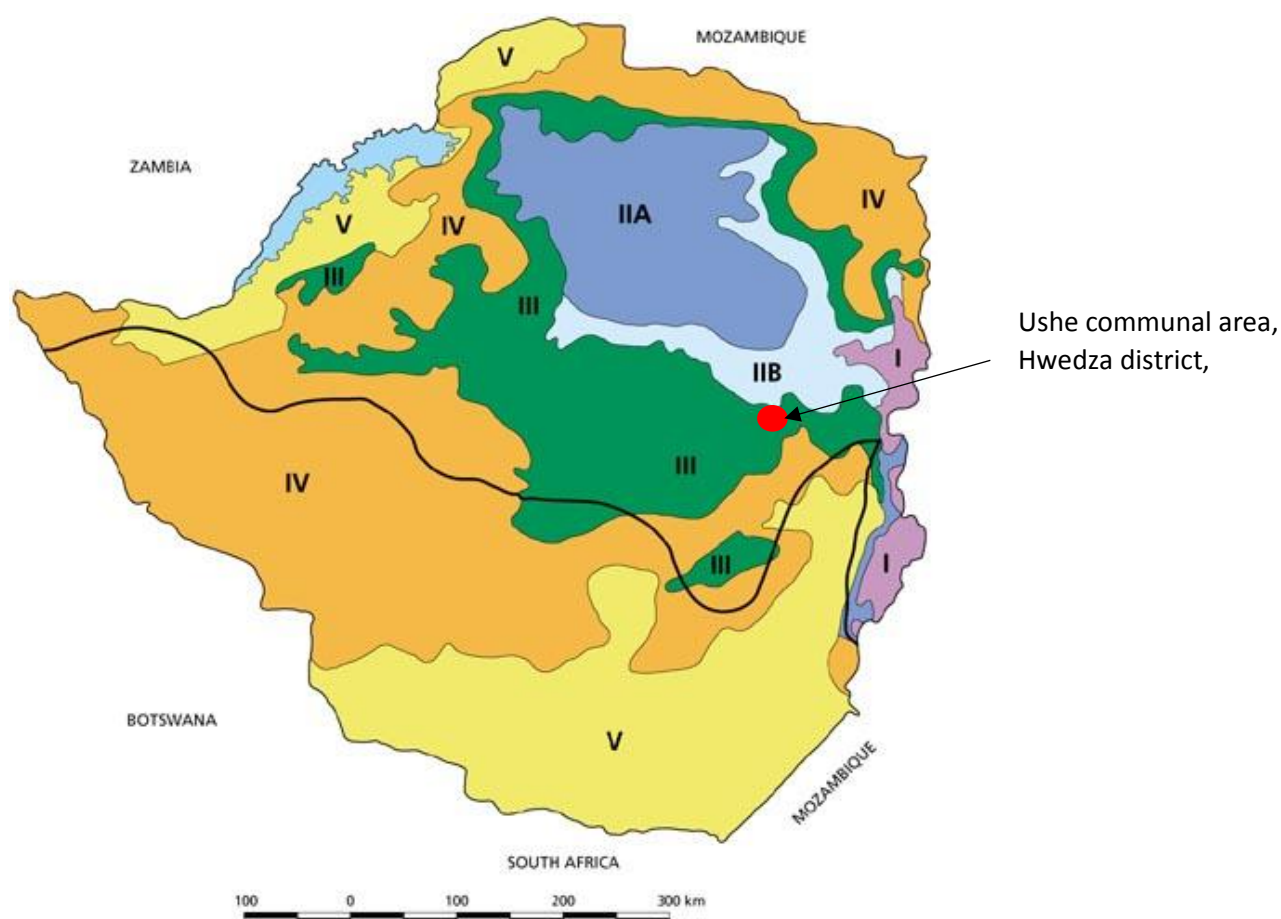 MOZAMBIQUE
V
ZAMBIA
IV
IIA
V
IV
III
III
Ushe communal area,
Hwedza district,
I
IIB
III
IV
III
I
BOTSWANA
V
MOZAMBIQUE
SOUTH AFRICA
100 0 100 200 300 km